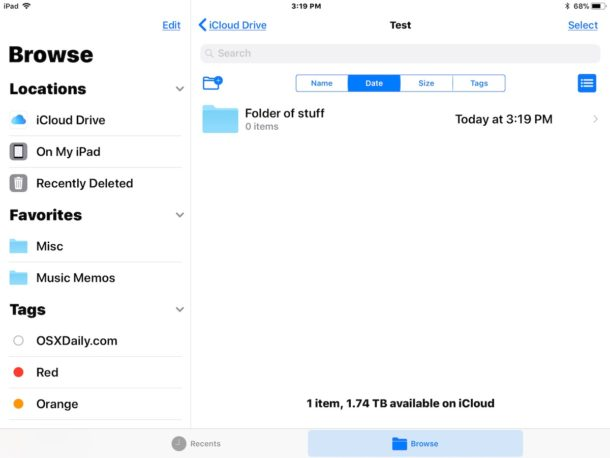 iPad 3:19 PM 68%
Edit
iCloud Drive Test Select
Browse
Search
Locations
Name Date Size Tags
iCloud Drive
Folder of stuff
0 items
Today at 3:19 PM
On My iPad
Recently Deleted
Favorites
Misc
Music Memos
Tags
OSXDaily.com
Red
Orange
1 item, 1.74 TB available on iCloud
Recents Browse